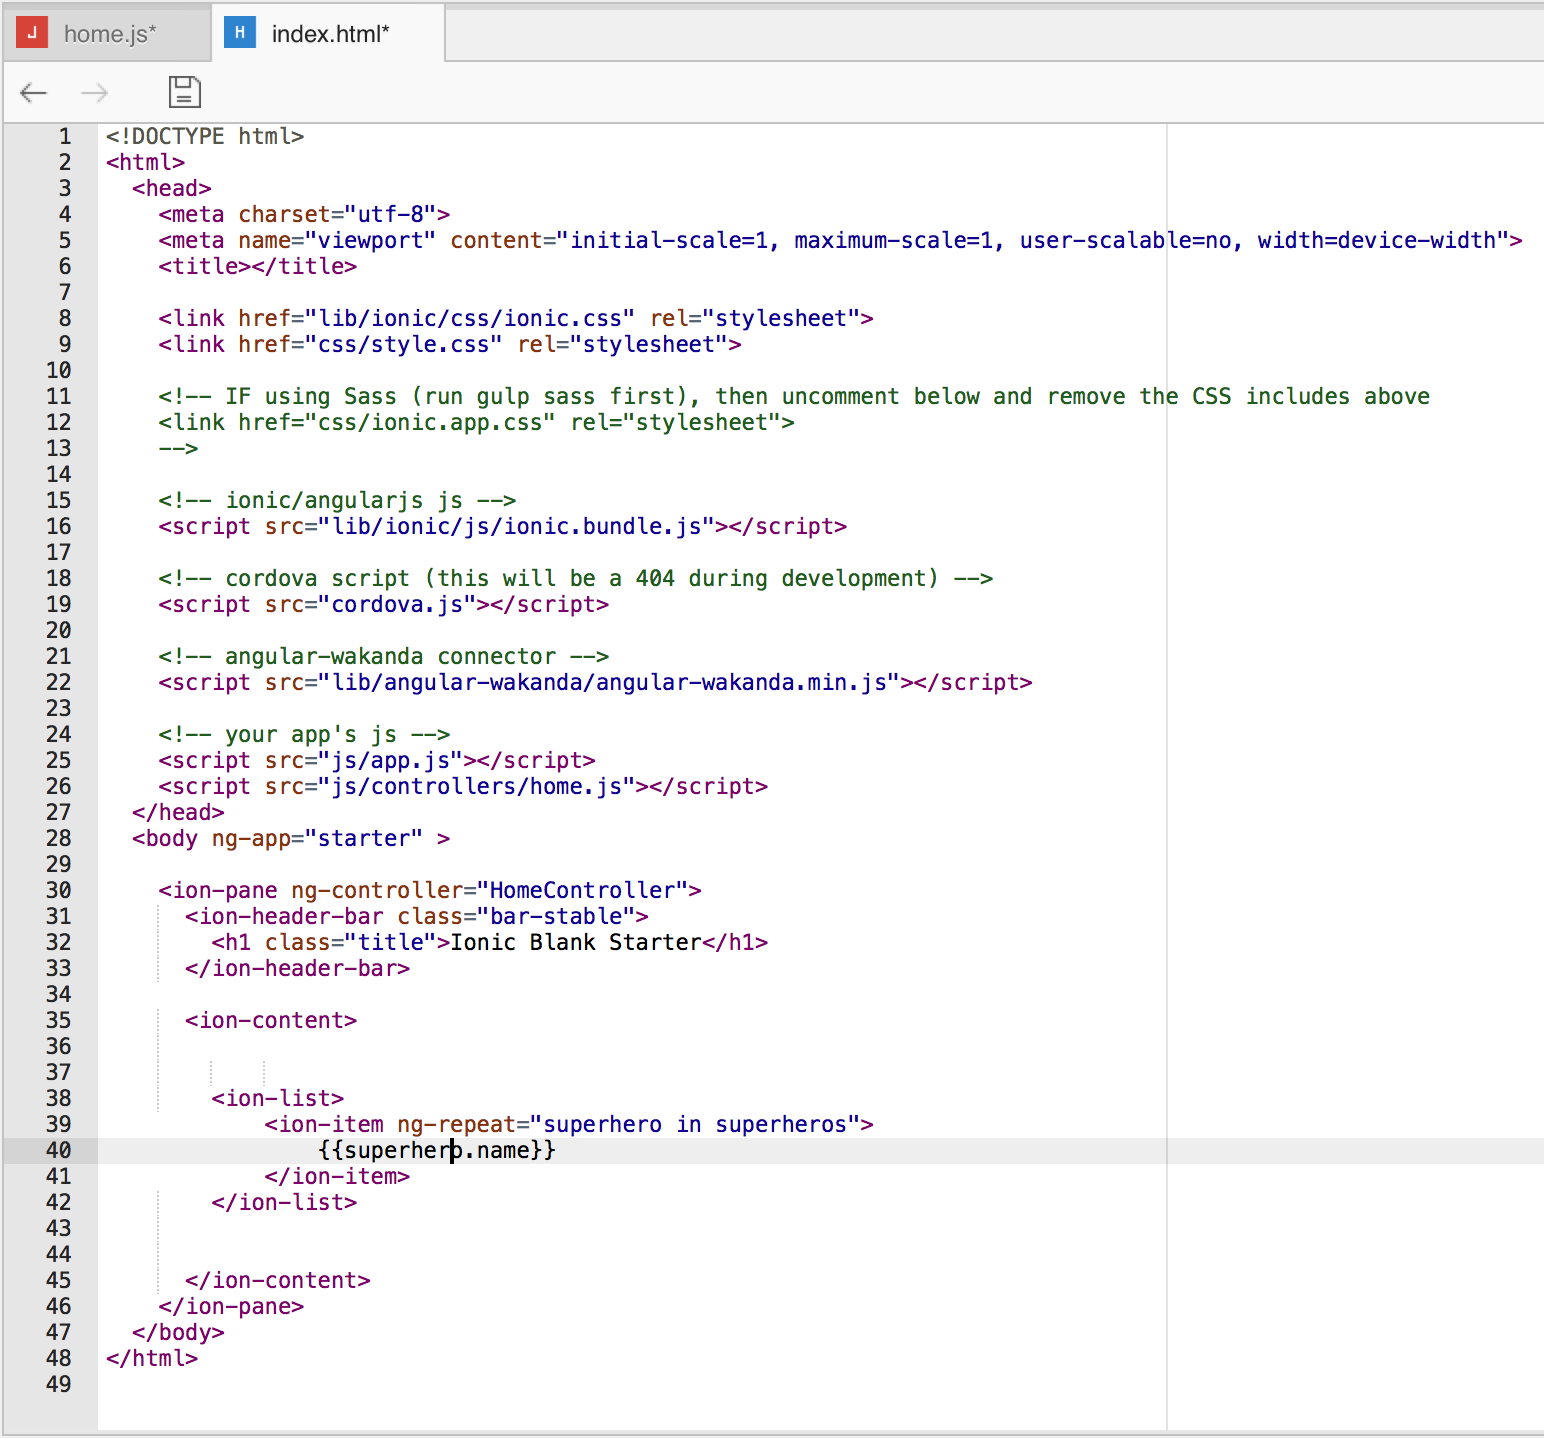 J home.js* H index.html*
1 <!DOCTYPE html>
2 <html>
3   <head>
4     <meta charset="utf-8">
5     <meta name="viewport" content="initial-scale=1, maximum-scale=1, user-scalable=no, width=device-width">
6     <title></title>
7
8     <link href="lib/ionic/css/ionic.css" rel="stylesheet">
9     <link href="css/style.css" rel="stylesheet">
10
11     <!-- IF using Sass (run gulp sass first), then uncomment below and remove the CSS includes above
12     <link href="css/ionic.app.css" rel="stylesheet">
13     -->
14
15     <!-- ionic/angularjs js -->
16     <script src="lib/ionic/js/ionic.bundle.js"></script>
17
18     <!-- cordova script (this will be a 404 during development) -->
19     <script src="cordova.js"></script>
20
21     <!-- angular-wakanda connector -->
22     <script src="lib/angular-wakanda/angular-wakanda.min.js"></script>
23
24     <!-- your app's js -->
25     <script src="js/app.js"></script>
26     <script src="js/controllers/home.js"></script>
27   </head>
28   <body ng-app="starter" >
29
30     <ion-pane ng-controller="HomeController">
31       <ion-header-bar class="bar-stable">
32         <h1 class="title">Ionic Blank Starter</h1>
33       </ion-header-bar>
34
35       <ion-content>
36
37
38         <ion-list>
39             <ion-item ng-repeat="superhero in superheros">
40                 {{superhero.name}}
41             </ion-item>
42         </ion-list>
43
44
45       </ion-content>
46     </ion-pane>
47   </body>
48 </html>
49